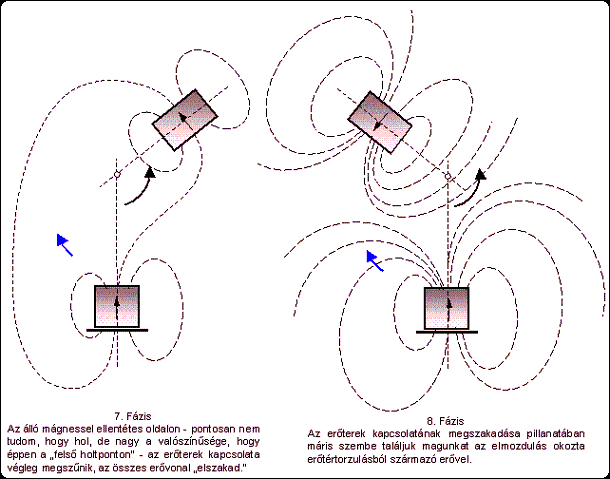 7. Fázis
Az álló mágnessel ellentétes oldalon - pontosan nem
tudom, hogy hol, de nagy a valószínűsége, hogy
éppen a „felső holtponton" - az erőterek kapcsolata
végleg megszűnik, az összes erővonal „elszakad."
8. Fázis
Az erőterek kapcsolatának megszakadása pillanatában
máris szembe találjuk magunkat az elmozdulás okozta
erőtértorzulásból származó erővel.